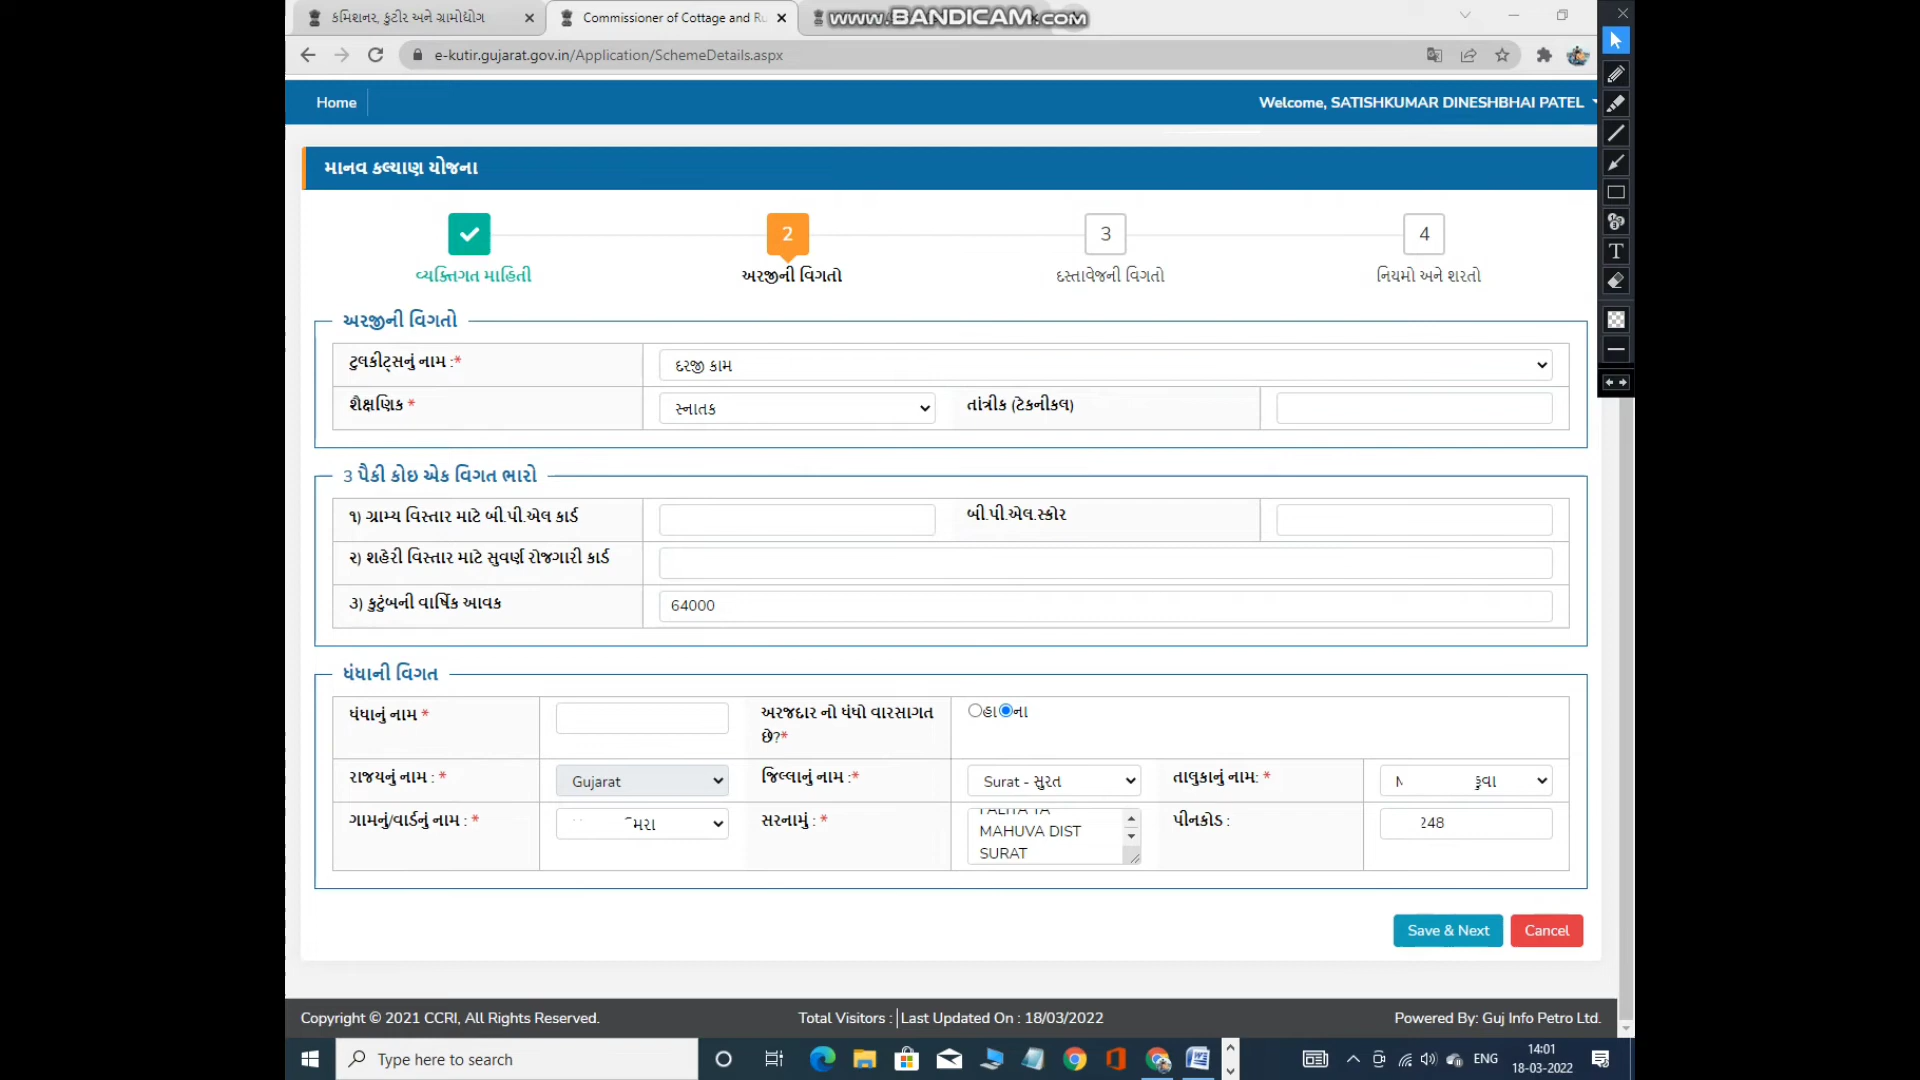 કમિશનર, કુટીર અને ગ્રામોદ્યોગ
Commissioner of Cottage and Ru
www.BANDICAM.com
e-kutir.gujarat.gov.in/Application/SchemeDetails.aspx
Home
Welcome, SATISHKUMAR DINESHBHAI PATEL
માનવ કલ્યાણ યોજના
2 3 4
વ્યક્તિગત માહિતી અરજીની વિગતો દસ્તાવેજની વિગતો નિયમો અને શરતો
અરજીની વિગતો
ટુલકીટ્સનું નામ :* દરજી કામ
શૈક્ષણિક * સ્નાતક તાંત્રીક (ટેકનીકલ)
3 પૈકી કોઇ એક વિગત ભારો
૧) ગ્રામ્ય વિસ્તાર માટે બી.પી.એલ કાર્ડ બી.પી.એલ.સ્કોર
૨) શહેરી વિસ્તાર માટે સુવર્ણ રોજગારી કાર્ડ
૩) કુટુંબની વાર્ષિક આવક 64000
ધંધાની વિગત
ધંધાનું નામ * અરજદાર નો ધંધો વારસાગત છે?* હા ના
રાજયનું નામ : * Gujarat જિલ્લાનું નામ :* Surat - સુરત તાલુકાનું નામ: *
ગામનું/વાર્ડનું નામ : * સરનામું : * પીનકોડ : 248
MAHUVA DIST
SURAT
Save & Next Cancel
Copyright © 2021 CCRI, All Rights Reserved. Total Visitors : Last Updated On : 18/03/2022 Powered By: Guj Info Petro Ltd.
Type here to search
ENG
14:01
18-03-2022